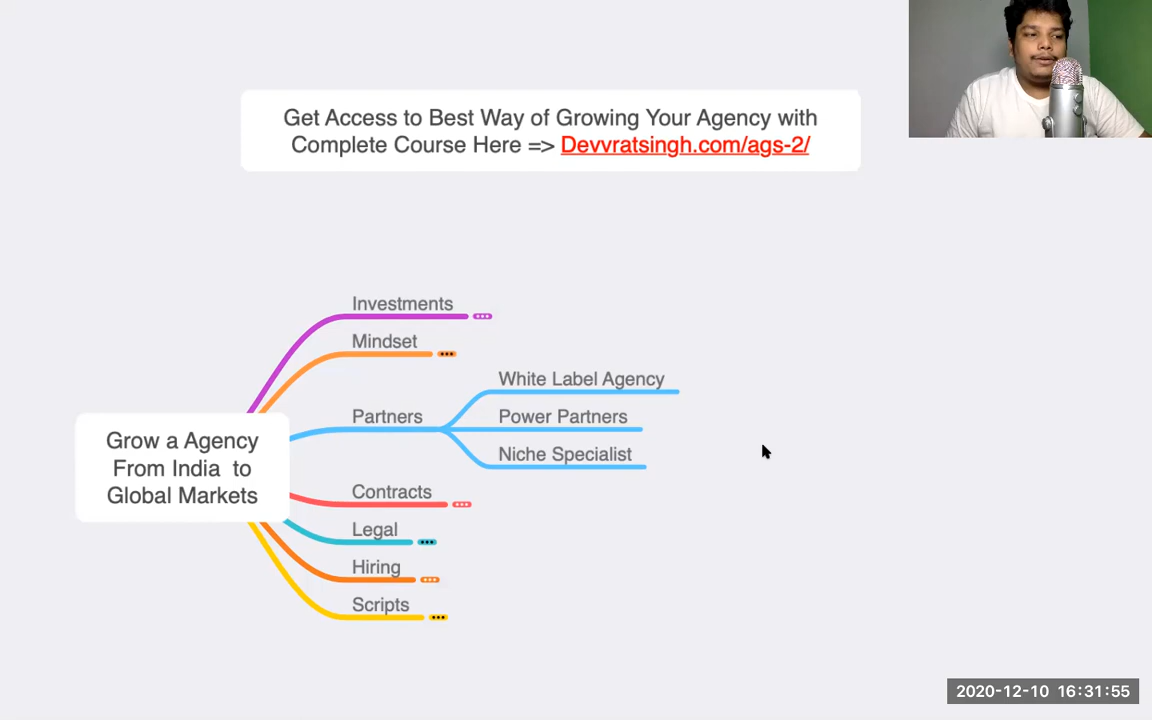 Get Access to Best Way of Growing Your Agency with
Complete Course Here => Devvratsingh.com/ags-2/
Investments
Mindset
White Label Agency
Partners
Power Partners
Niche Specialist
Grow a Agency
From India  to
Global Markets
Contracts
Legal
Hiring
Scripts
2020-12-10 16:31:55